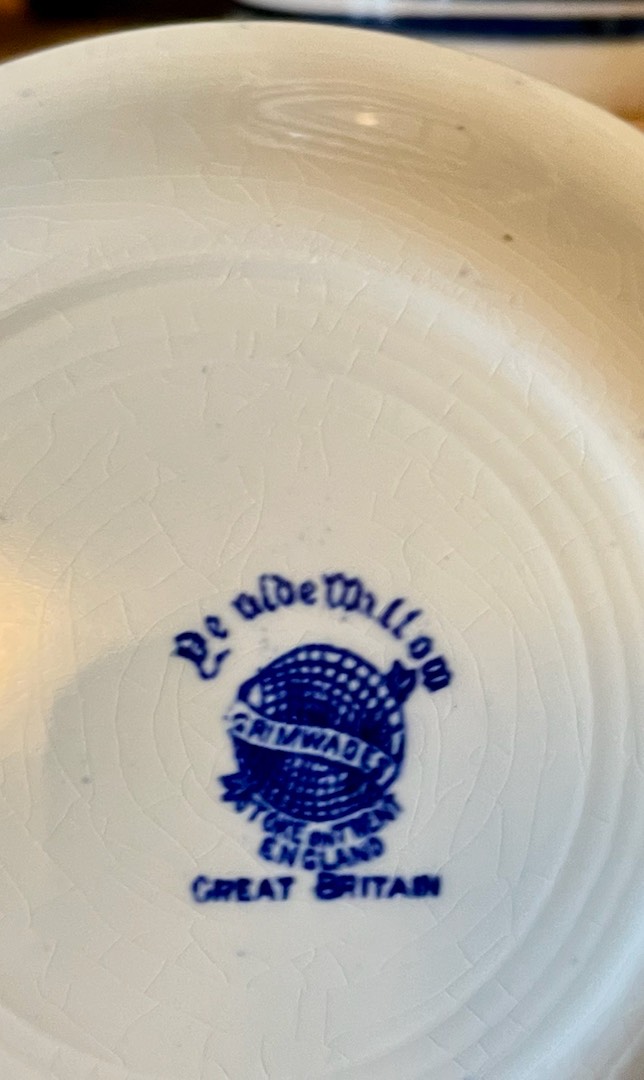 Ye olde Willow
GRIMWADES
STOKE ON TRENT
ENGLAND
GREAT BRITAIN